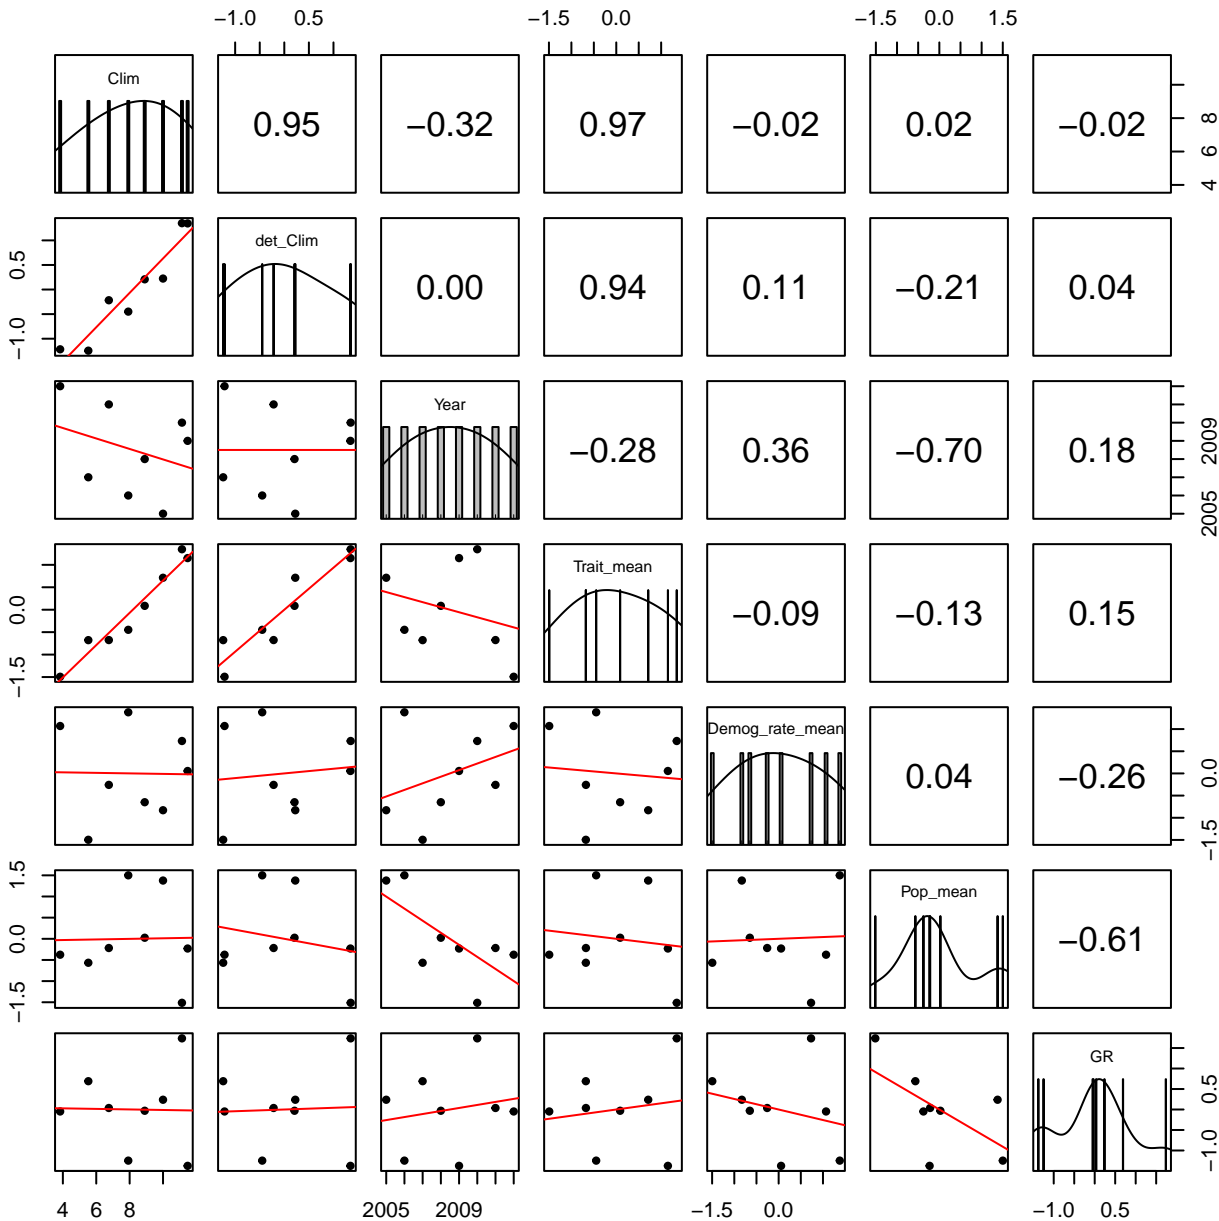 −1.0 0.5 −1.5 0.0 −1.5 0.0 1.5
Clim 0.95 −0.32 0.97 −0.02 0.02 −0.02 4 6 8
−1.0 0.5 det_Clim 0.00 0.94 0.11 −0.21 0.04
Year −0.28 0.36 −0.70 0.18 2005 2009
−1.5 0.0 Trait_mean −0.09 −0.13 0.15
Demog_rate_mean 0.04 −0.26 −1.5 0.0
−1.5 0.0 1.5 Pop_mean −0.61
GR −1.0 0.5
4 6 8 2005 2009 −1.5 0.0 −1.0 0.5